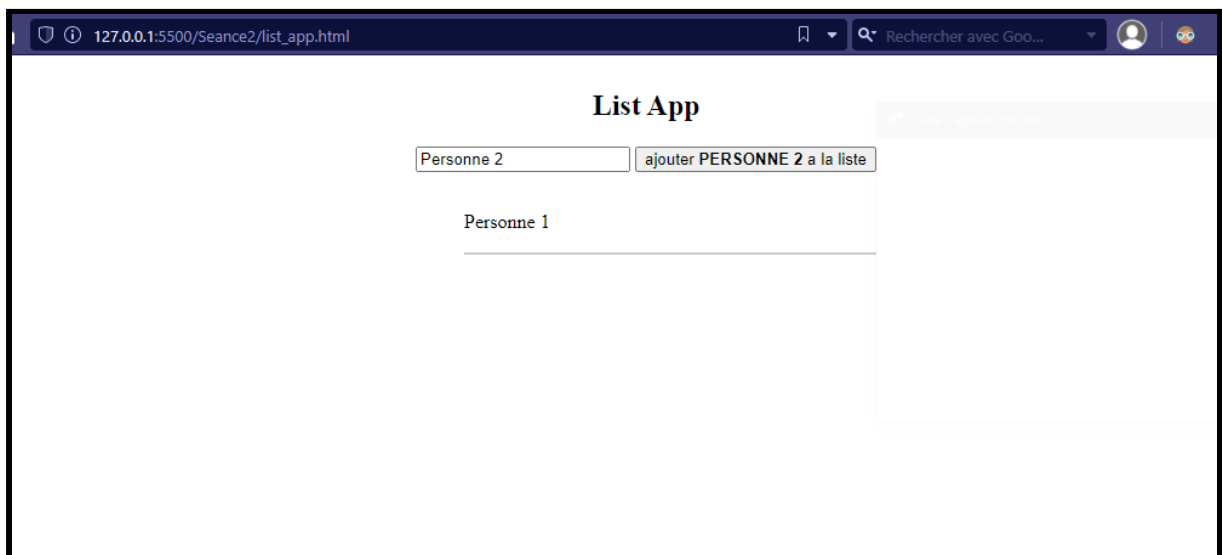 127.0.0.1:5500/Seance2/list_app.html
Rechercher avec Goo...
List App
Personne 2
ajouter PERSONNE 2 a la liste
Personne 1